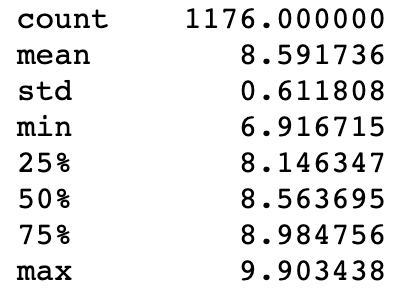 count 1176.000000
mean 8.591736
std 0.611808
min 6.916715
25% 8.146347
50% 8.563695
75% 8.984756
max 9.903438